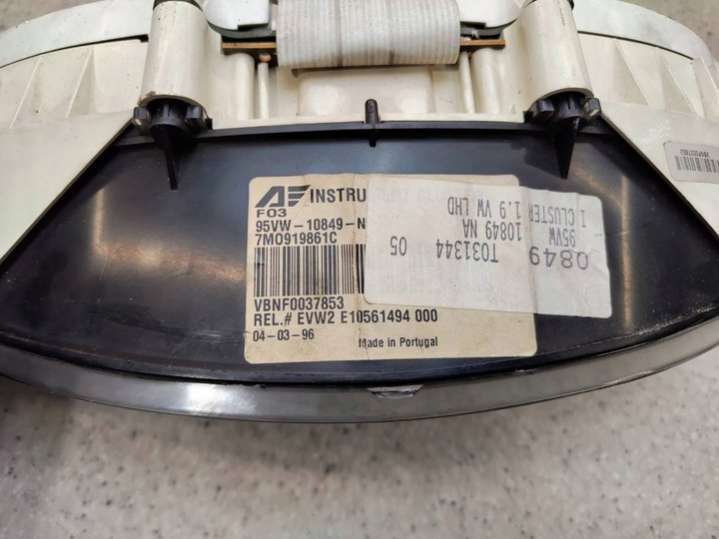 INSTRU
F03
95VW-10849-N
7M0919861C
VBNF0037853
REL.# EVW2 E10561494 000
04-03-96 Made in Portugal
0849 T031344 05
95VW 10849 NA
I CLUSTER 1.9 VW LHD